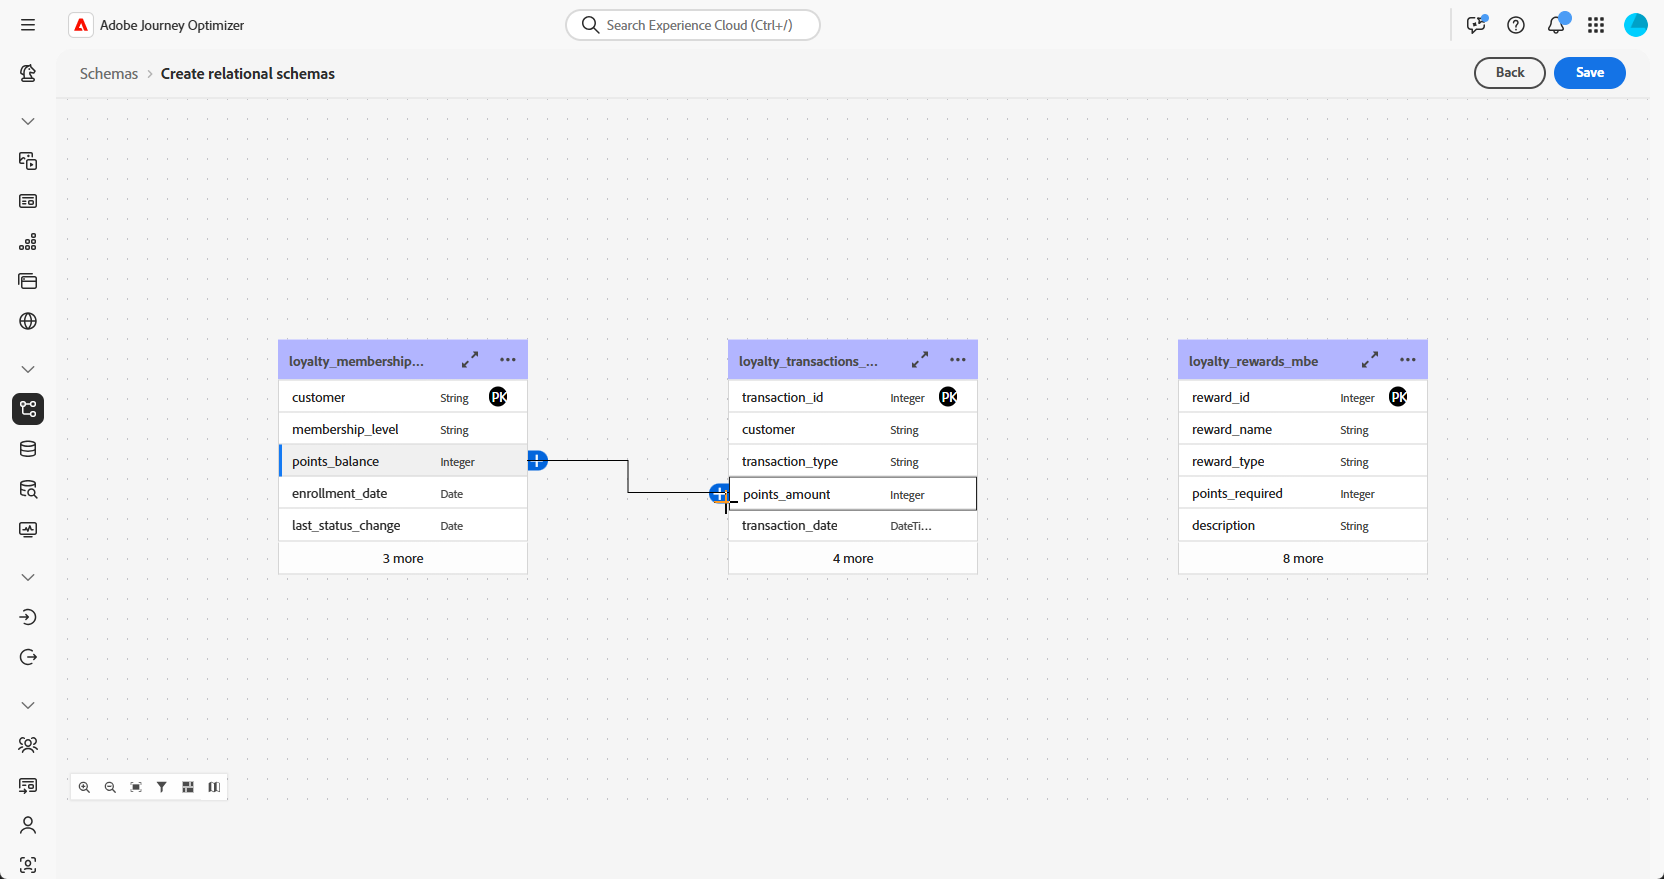 Adobe Journey Optimizer
Search Experience Cloud (Ctrl+/)
Schemas › Create relational schemas
Back
Save
loyalty_membership...
customer String PK
membership_level String
points_balance Integer
enrollment_date Date
last_status_change Date
3 more
loyalty_transactions_...
transaction_id Integer PK
customer String
transaction_type String
points_amount Integer
transaction_date DateTi...
4 more
loyalty_rewards_mbe
reward_id Integer PK
reward_name String
reward_type String
points_required Integer
description String
8 more